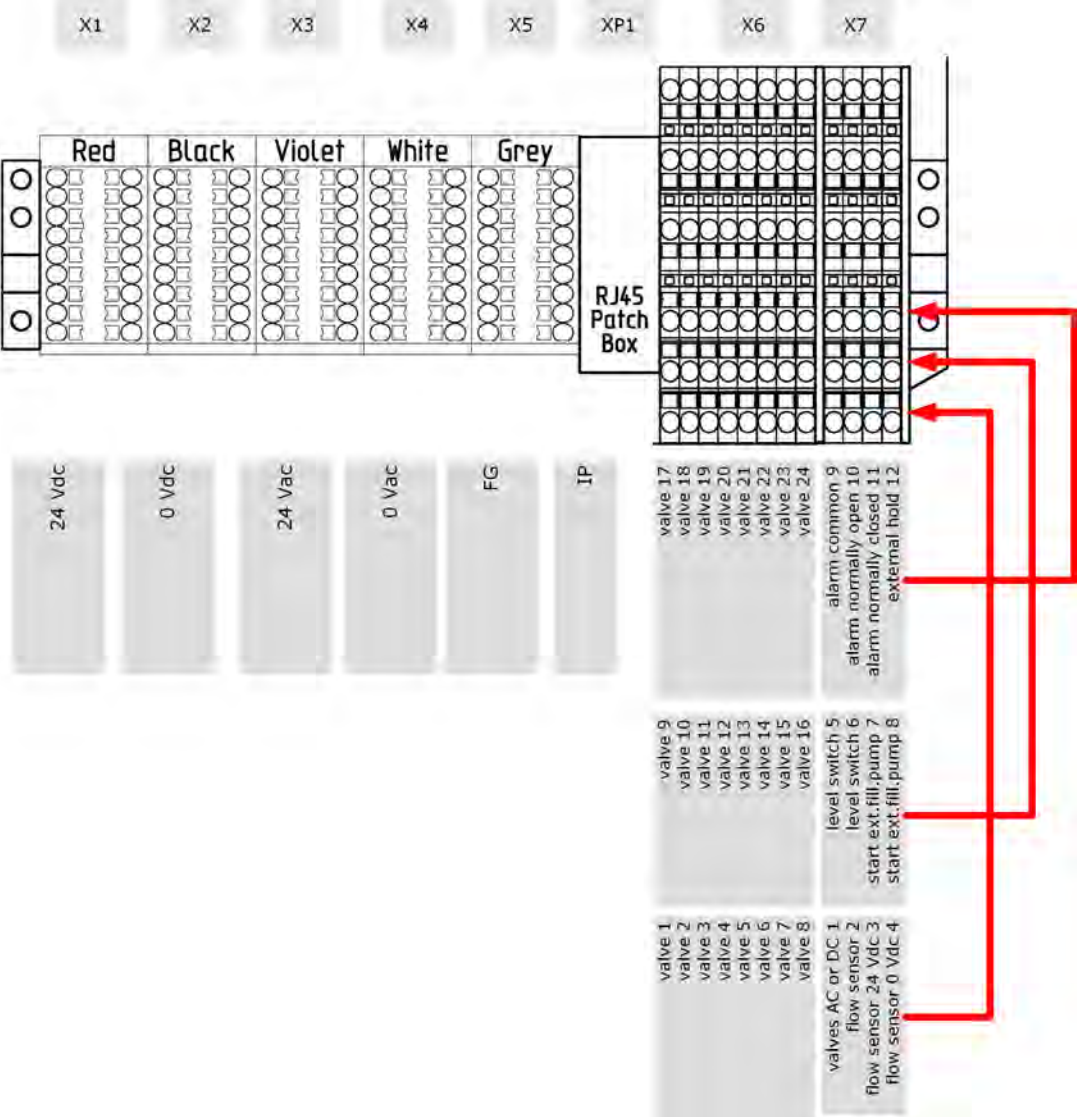 X1 X2 X3 X4 X5 XP1 X6 X7
Red Black Violet White Grey
RJ45
Patch
Box
24 Vdc
0 Vdc
24 Vac
0 Vac
FG
IP
valve 17
valve 18
valve 19
valve 20
valve 21
valve 22
valve 23
valve 24
alarm common 9
alarm normally open 10
alarm normally closed 11
external hold 12
valve 9
valve 10
valve 11
valve 12
valve 13
valve 14
valve 15
valve 16
level switch 5
level switch 6
start ext.fill.pump 7
start ext.fill.pump 8
valve 1
valve 2
valve 3
valve 4
valve 5
valve 6
valve 7
valve 8
valves AC or DC 1
flow sensor 2
flow sensor 24 Vdc 3
flow sensor 0 Vdc 4